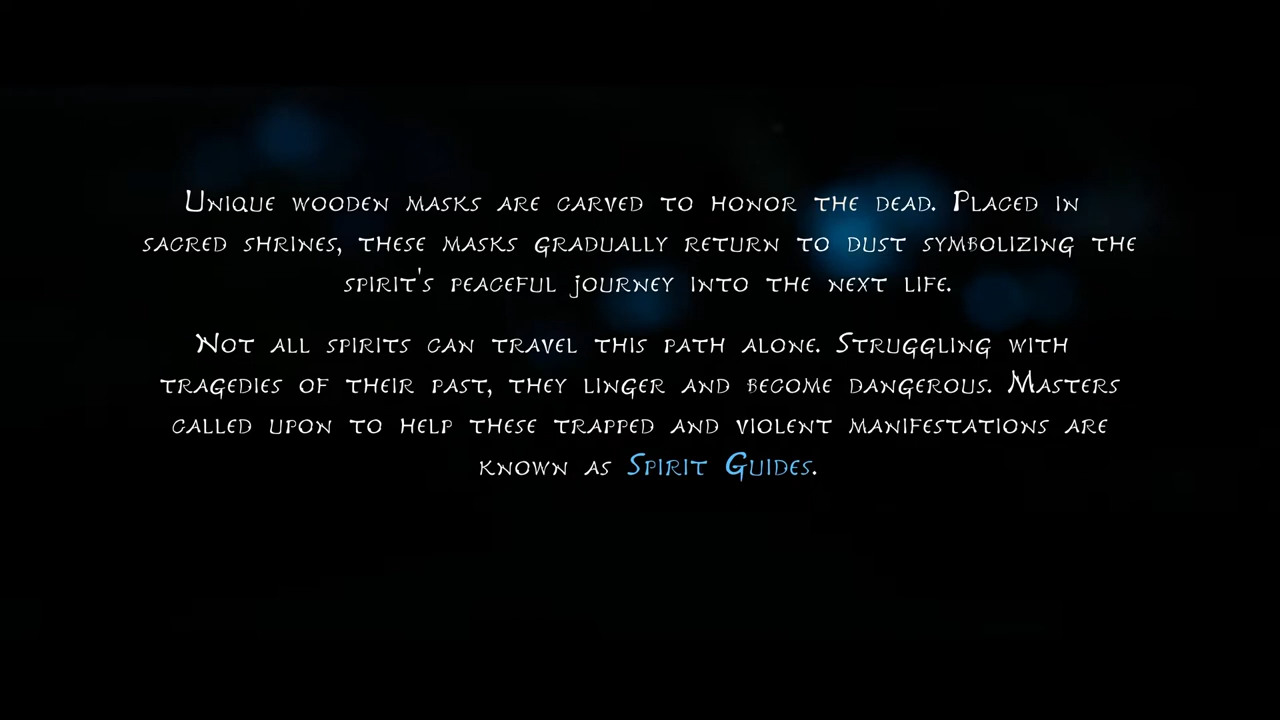 Unique wooden masks are carved to honor the dead. Placed in
sacred shrines, these masks gradually return to dust symbolizing the
spirit's peaceful journey into the next life.
Not all spirits can travel this path alone. Struggling with
tragedies of their past, they linger and become dangerous. Masters
called upon to help these trapped and violent manifestations are
known as Spirit Guides.